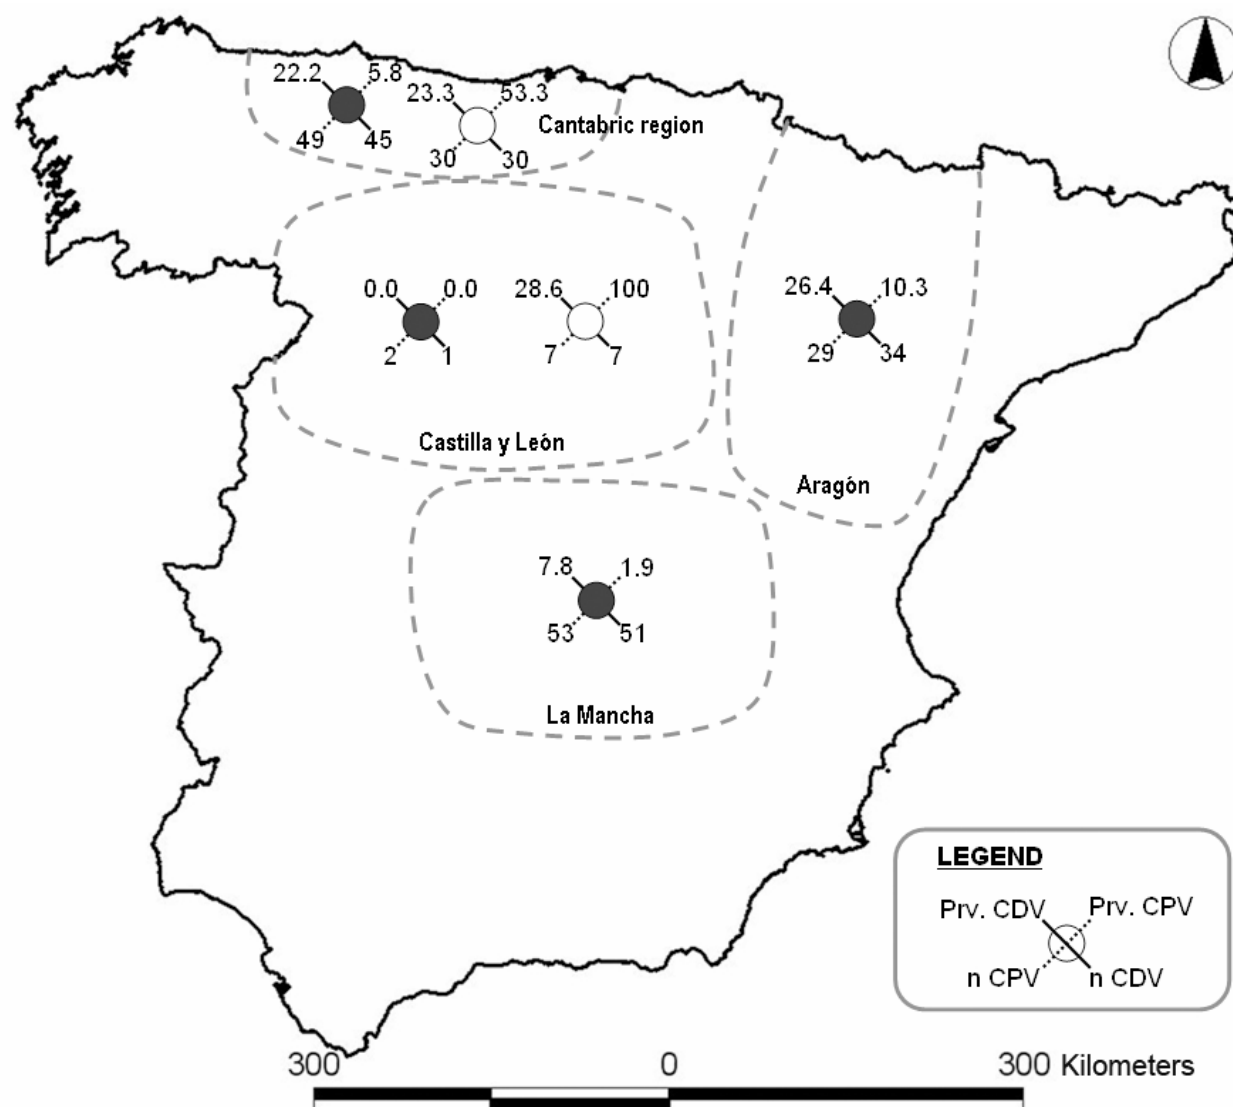 22.2 5.8
49 45
23.3 53.3
30 30
Cantabric region
0.0 0.0
2 1
28.6 100
7 7
Castilla y León
26.4 10.3
29 34
Aragón
7.8 1.9
53 51
La Mancha
LEGEND
Prv. CDV Prv. CPV
n CPV n CDV
300 0 300 Kilometers